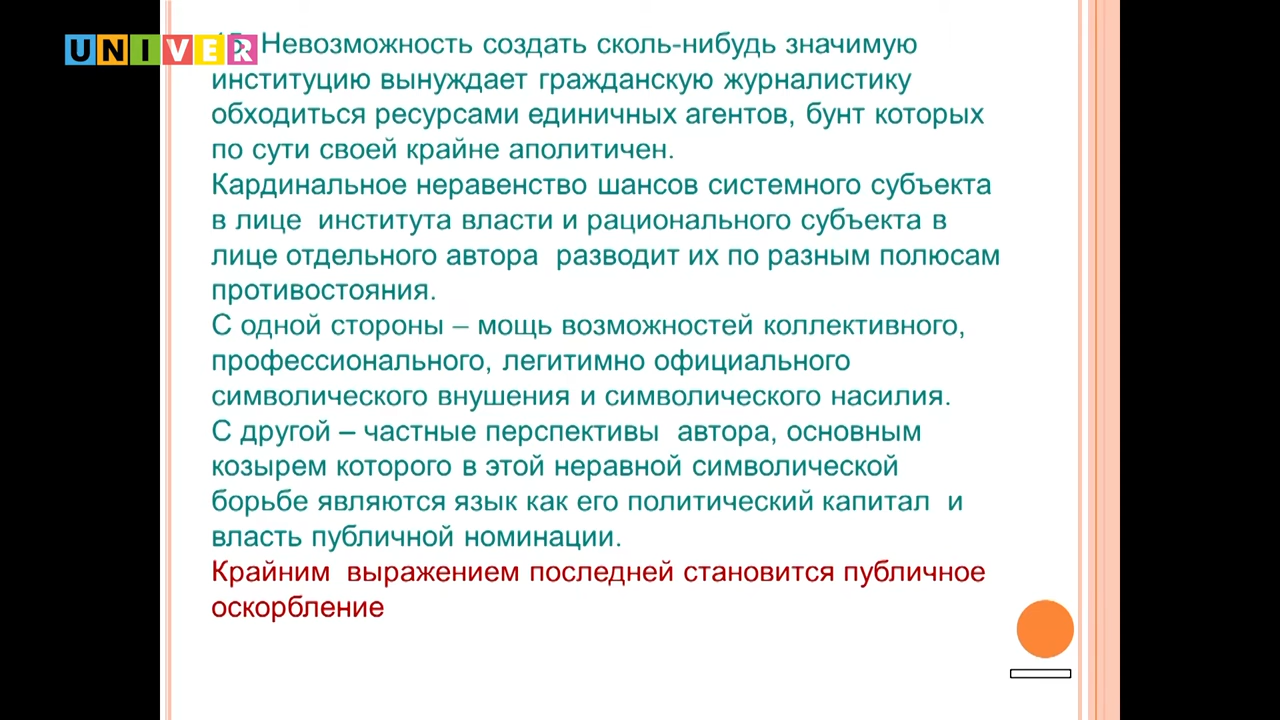 UNIVER
Невозможность создать сколь-нибудь значимую
институцию вынуждает гражданскую журналистику
обходиться ресурсами единичных агентов, бунт которых
по сути своей крайне аполитичен.
Кардинальное неравенство шансов системного субъекта
в лице института власти и рационального субъекта в
лице отдельного автора разводит их по разным полюсам
противостояния.
С одной стороны – мощь возможностей коллективного,
профессионального, легитимно официального
символического внушения и символического насилия.
С другой – частные перспективы автора, основным
козырем которого в этой неравной символической
борьбе являются язык как его политический капитал и
власть публичной номинации.
Крайним выражением последней становится публичное
оскорбление